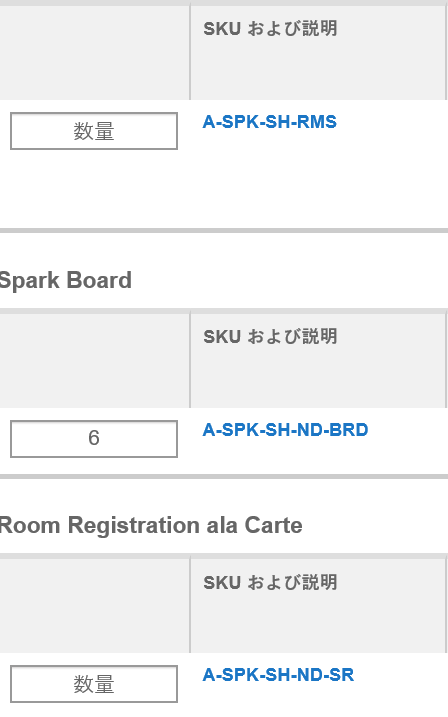 SKU および説明
数量
A-SPK-SH-RMS
Spark Board
SKU および説明
6
A-SPK-SH-ND-BRD
Room Registration ala Carte
SKU および説明
数量
A-SPK-SH-ND-SR